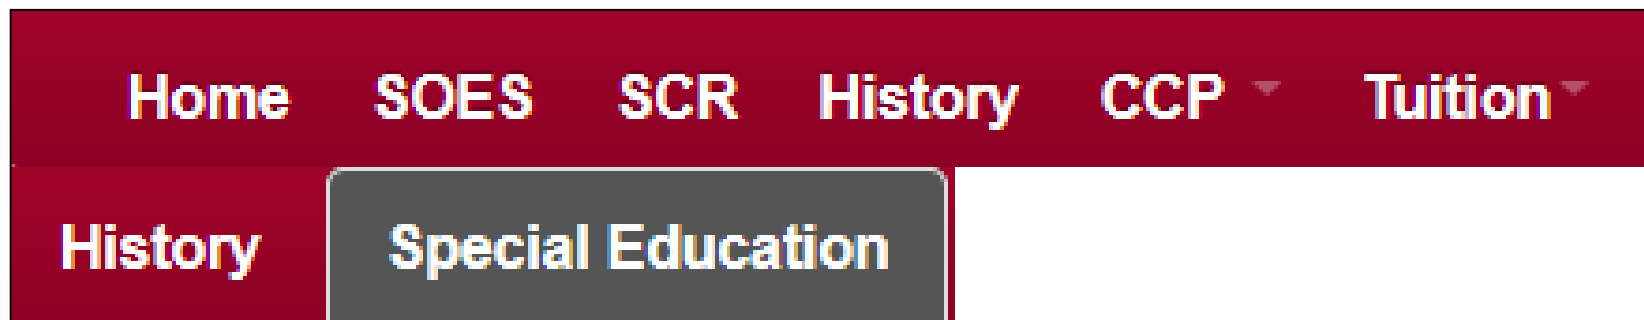 Home SOES SCR History CCP Tuition
History Special Education